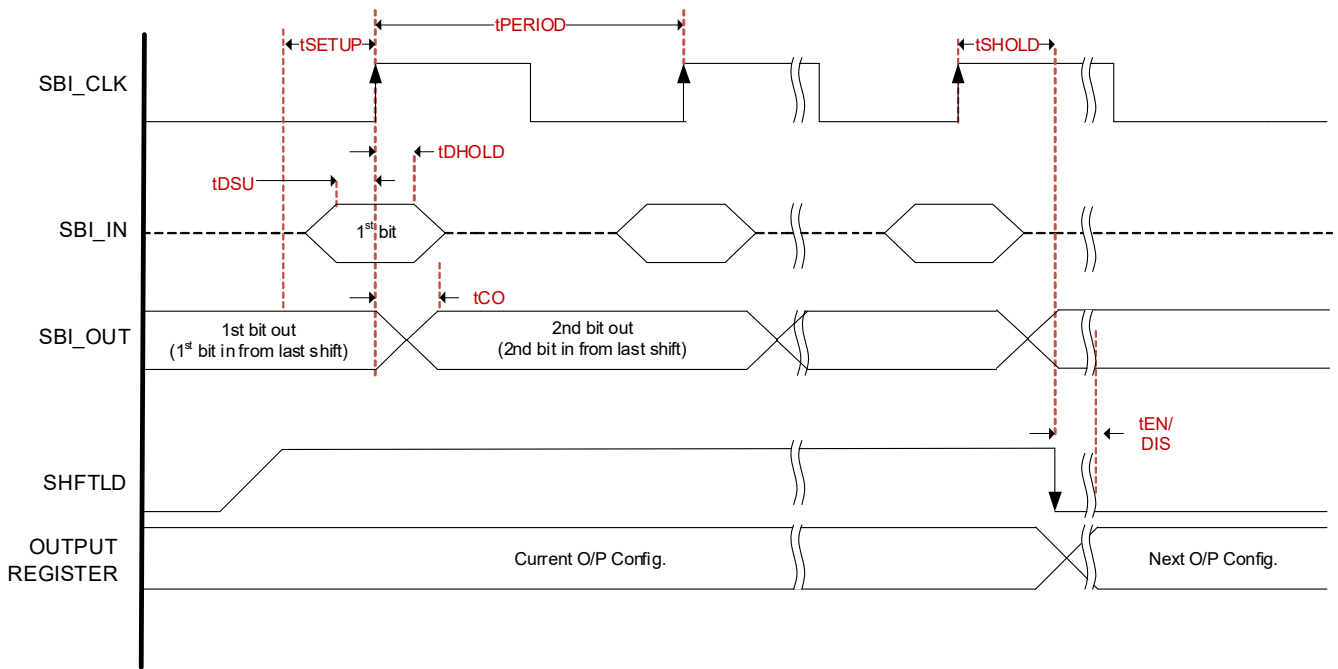 tPERIOD
tSETUP
tSHOLD
SBI_CLK
tDHOLD
tDSU
SBI_IN
1st bit
tCO
SBI_OUT
1st bit out
(1st bit in from last shift)
2nd bit out
(2nd bit in from last shift)
tEN/
DIS
SHFTLD
OUTPUT
REGISTER
Current O/P Config.
Next O/P Config.